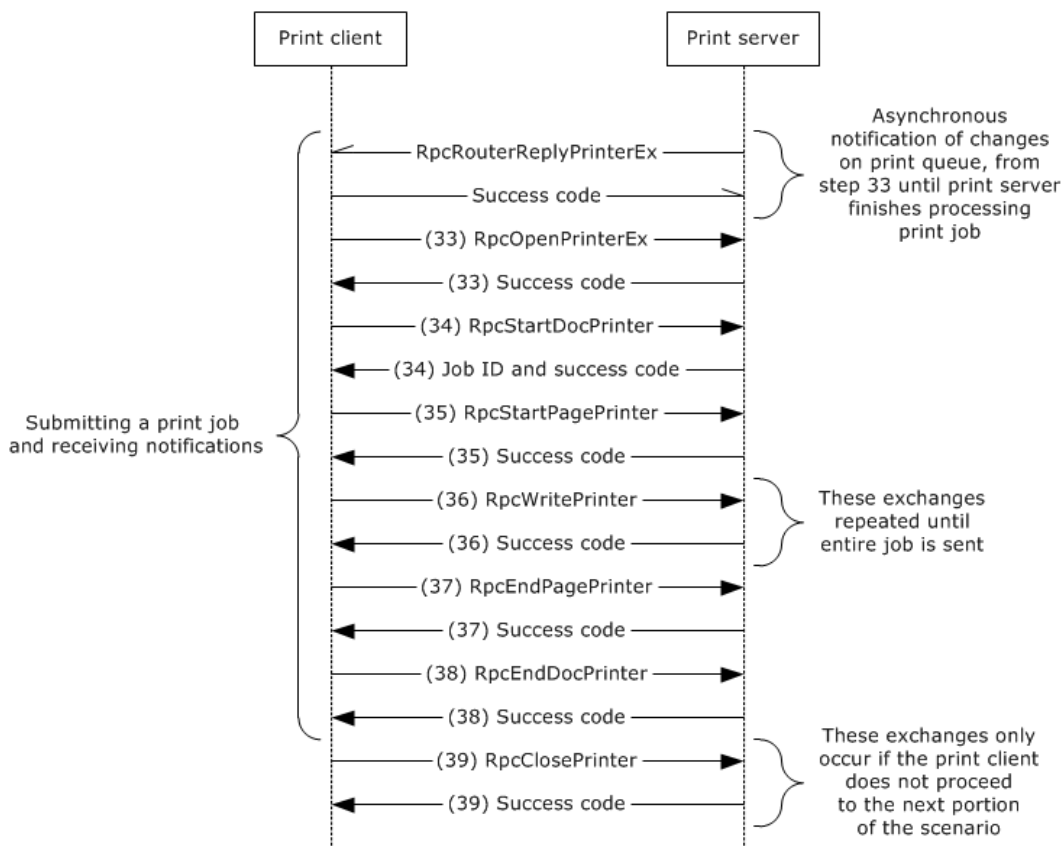 Print client
Print server
RpcRouterReplyPrinterEx
Success code
Asynchronous
notification of changes
on print queue, from
step 33 until print server
finishes processing
print job
(33) RpcOpenPrinterEx
(33) Success code
(34) RpcStartDocPrinter
(34) Job ID and success code
Submitting a print job
and receiving notifications
(35) RpcStartPagePrinter
(35) Success code
(36) RpcWritePrinter
(36) Success code
These exchanges
repeated until
entire job is sent
(37) RpcEndPagePrinter
(37) Success code
(38) RpcEndDocPrinter
(38) Success code
(39) RpcClosePrinter
(39) Success code
These exchanges only
occur if the print client
does not proceed
to the next portion
of the scenario